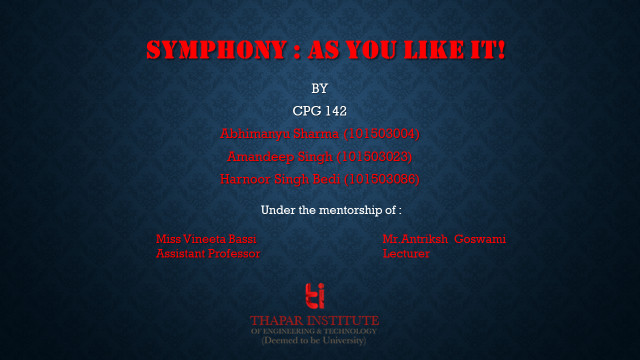 SYMPHONY : AS YOU LIKE IT!
BY
CPG 142
Abhimanyu Sharma (101503004)
Amandeep Singh (101503023)
Harnoor Singh Bedi (101503086)
Under the mentorship of :
Miss Vineeta Bassi
Assistant Professor
Mr.Antriksh Goswami
Lecturer
THAPAR INSTITUTE
OF ENGINEERING & TECHNOLOGY
(Deemed to be University)